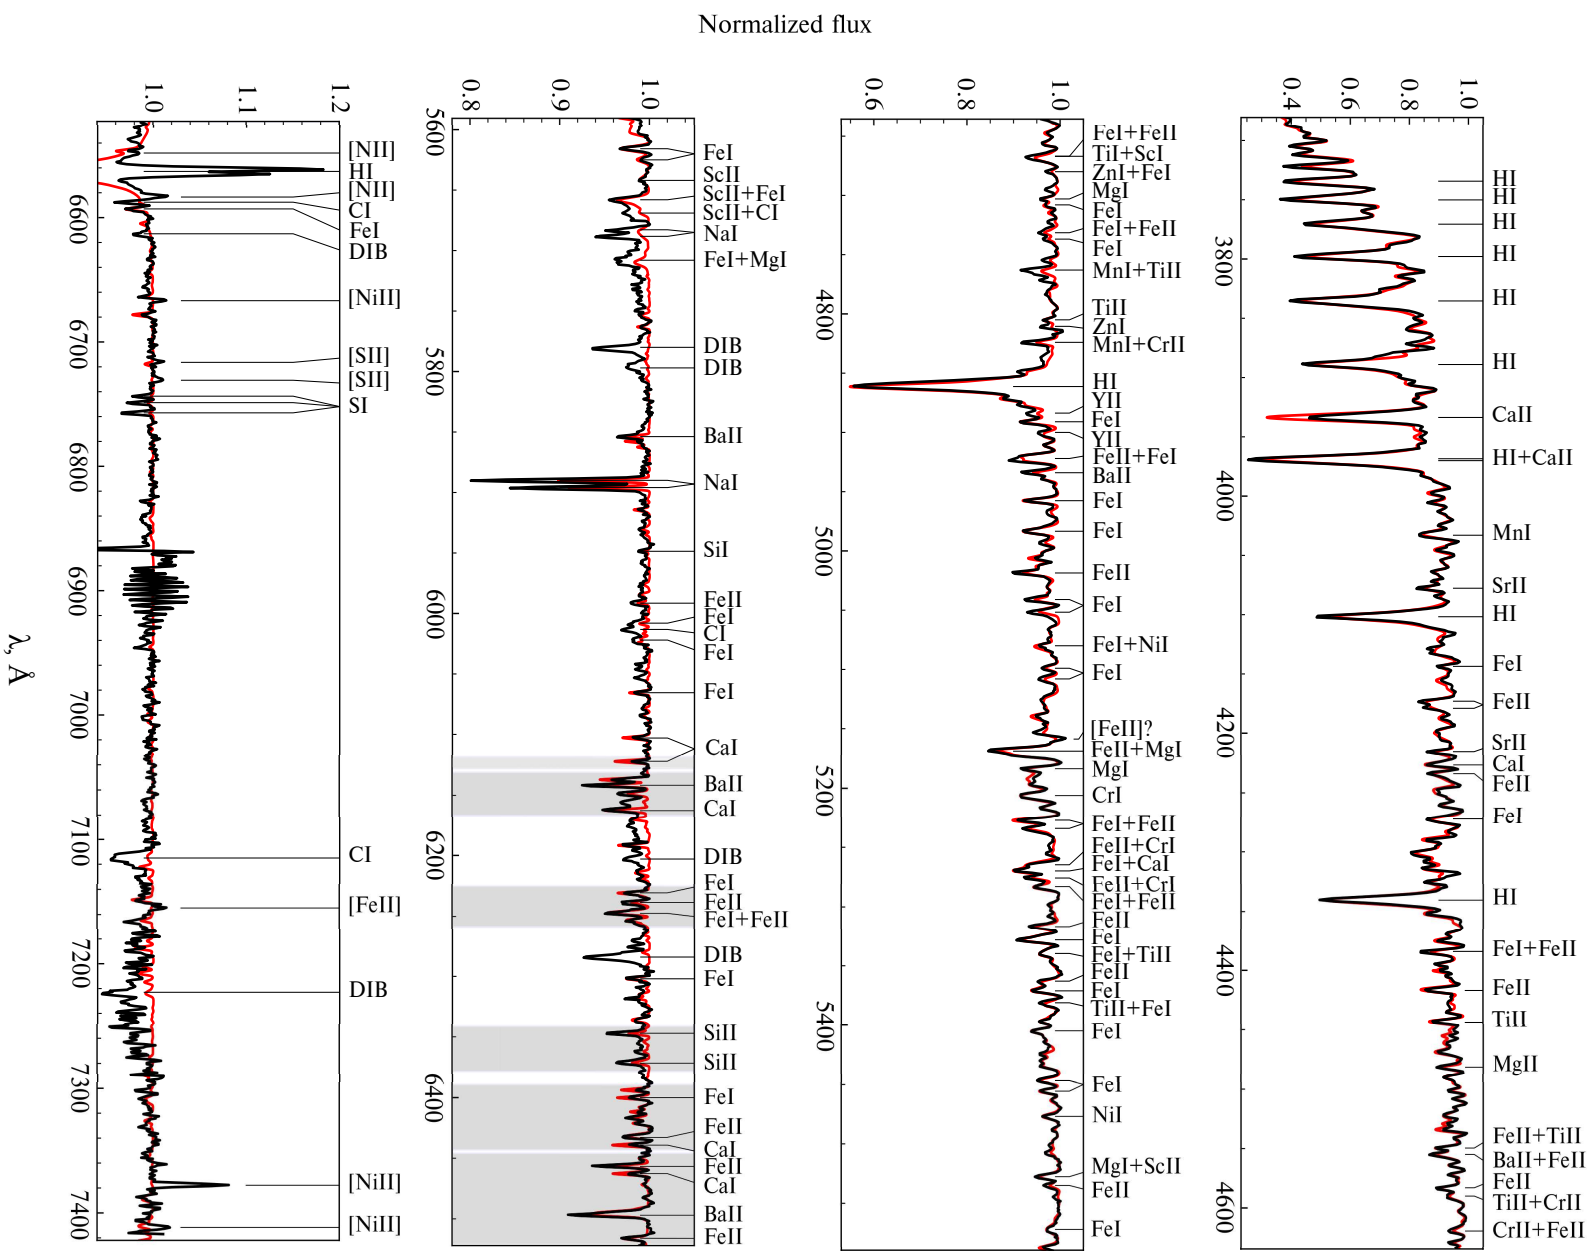 Normalized flux
1.0
1.1
1.2
[NII]
HI
[NII]
CI
FeI
DIB
[NiII]
[SII]
[SII]
SI
CI
[FeII]
DIB
[NiII]
[NiII]
6600
6700
6800
6900
7000
7100
7200
7300
7400
λ, Å
0.8
0.9
1.0
5600
5800
6000
6200
6400
FeI
ScII
ScII+FeI
ScII+CI
NaI
FeI+MgI
DIB
DIB
BaII
NaI
SiI
FeII
FeI
CI
FeI
FeI
CaI
BaII
CaI
DIB
FeI
FeII
FeI+FeII
DIB
FeI
SiII
SiII
FeI
FeII
CaI
FeII
CaI
BaII
FeII
0.6
0.8
1.0
4800
5000
5200
5400
FeI+FeII
TiI+ScI
ZnI+FeI
MgI
FeI
FeI+FeII
FeI
MnI+TiII
TiII
ZnI
MnI+CrII
HI
YII
FeI
YII
FeII+FeI
BaII
FeI
FeI
FeII
FeI
FeI+NiI
FeI
[FeII]?
FeII+MgI
MgI
CrI
FeI+FeII
FeII+CrI
FeI+CaI
FeII+CrI
FeI+FeII
FeII
FeI
FeI+TiII
FeII
FeI
TiII+FeI
FeI
FeI
NiI
MgI+ScII
FeII
FeI
0.4
0.6
0.8
1.0
3800
4000
4200
4400
4600
HI
HI
HI
HI
HI
HI
CaII
HI+CaII
MnI
SrII
HI
FeI
FeII
SrII
CaI
FeII
FeI
HI
FeI+FeII
FeII
TiII
MgII
FeII+TiII
BaII+FeII
FeII
TiII+CrII
CrII+FeII